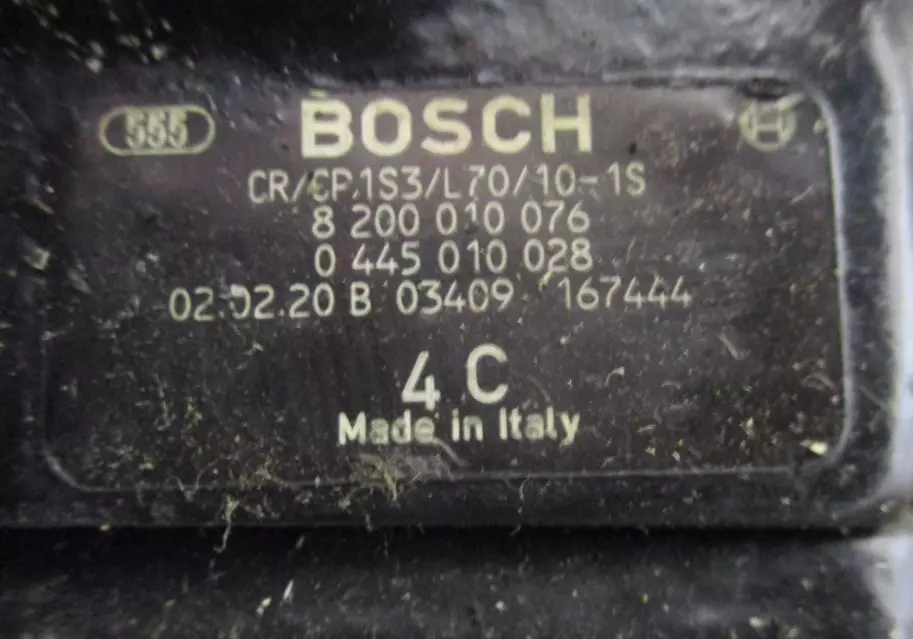 555 BOSCH
CR/CP1S3/L70/10-1S
8 200 010 076
0 445 010 028
02.02.20 B 03409 167444
4 C
Made in Italy